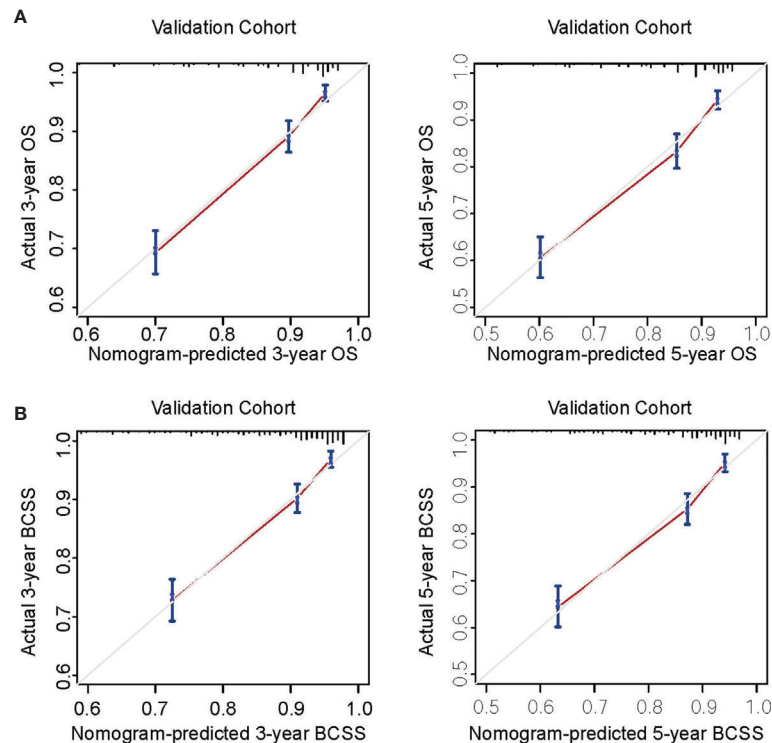 A
Validation Cohort
Validation Cohort
Actual 3-year OS
0.6 0.7 0.8 0.9 1.0
0.6 0.7 0.8 0.9 1.0
Nomogram-predicted 3-year OS
Actual 5-year OS
0.5 0.6 0.7 0.8 0.9 1.0
0.5 0.6 0.7 0.8 0.9 1.0
Nomogram-predicted 5-year OS
B
Validation Cohort
Validation Cohort
Actual 3-year BCSS
0.6 0.7 0.8 0.9 1.0
0.6 0.7 0.8 0.9 1.0
Nomogram-predicted 3-year BCSS
Actual 5-year BCSS
0.5 0.6 0.7 0.8 0.9 1.0
0.5 0.6 0.7 0.8 0.9 1.0
Nomogram-predicted 5-year BCSS